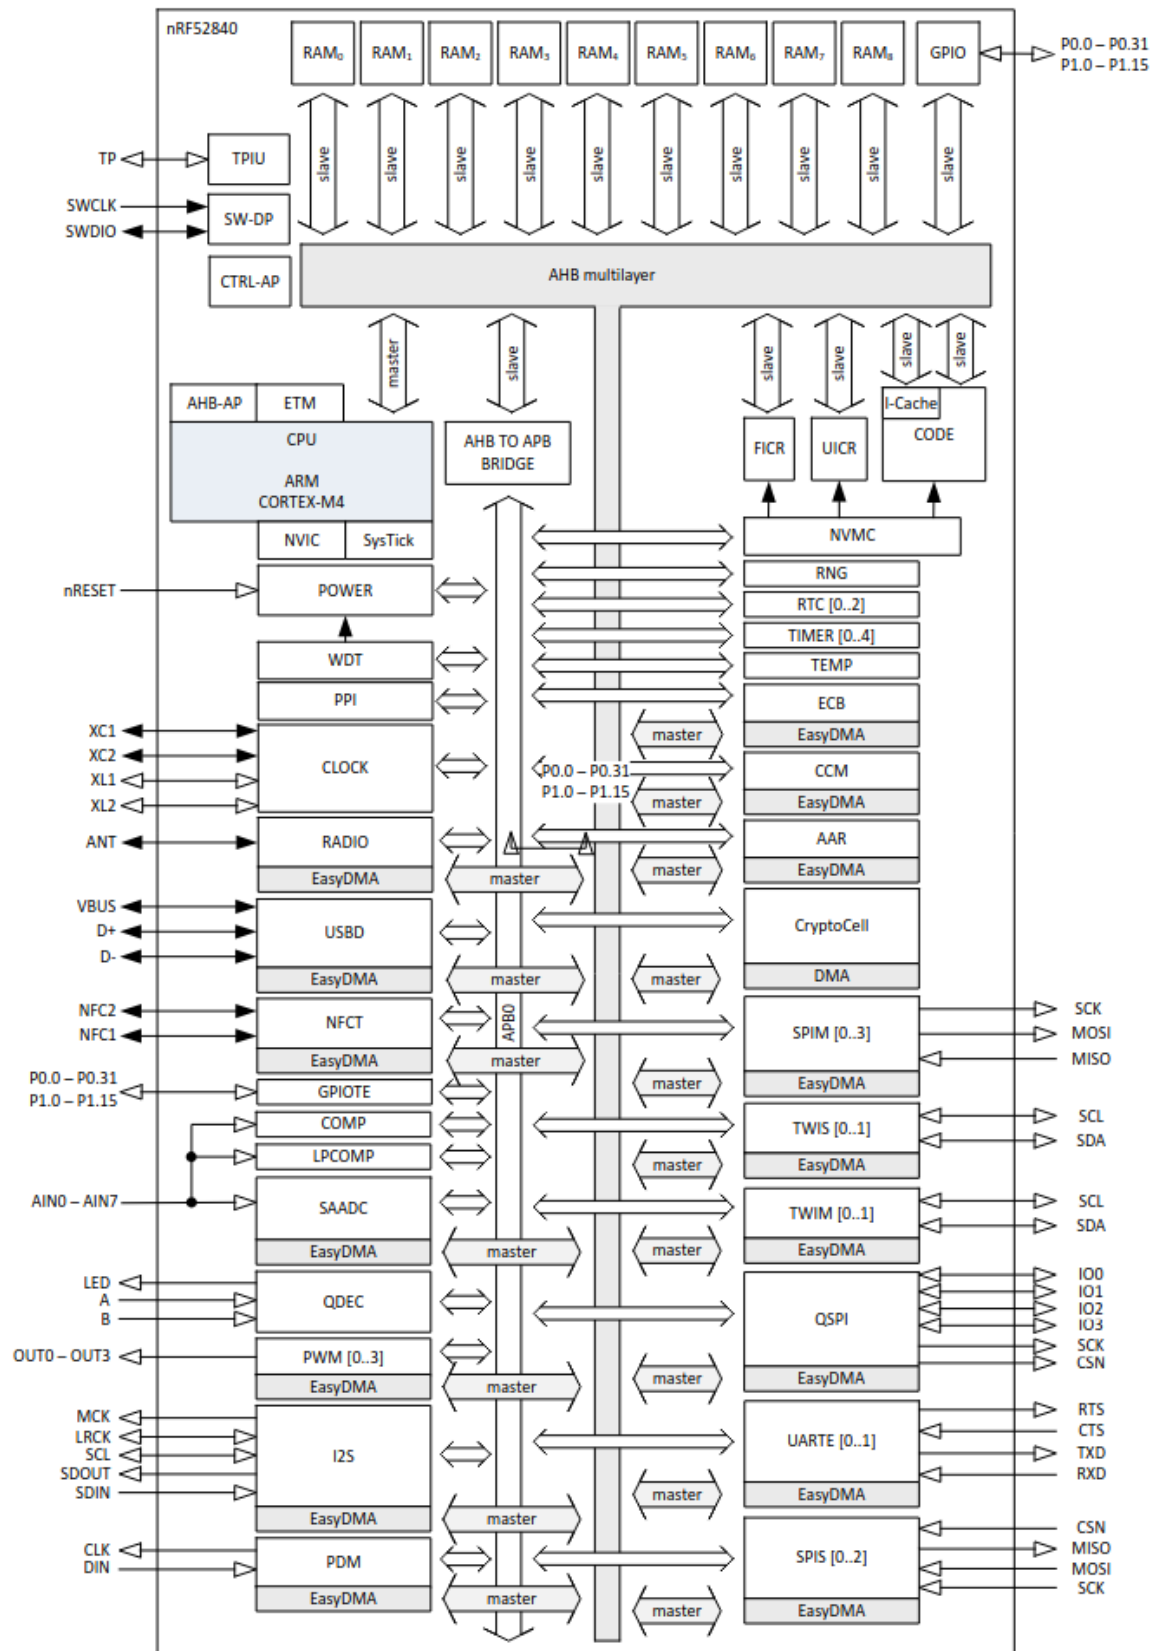 nRF52840
RAM₀ RAM₁ RAM₂ RAM₃ RAM₄ RAM₅ RAM₆ RAM₇ RAM₈ GPIO
P0.0 – P0.31
P1.0 – P1.15
slave slave slave slave slave slave slave slave slave slave
TP TPIU
SWCLK
SW-DP
SWDIO
CTRL-AP
AHB multilayer
master slave slave slave slave slave
AHB-AP ETM
I-Cache
CODE
CPU
ARM
CORTEX-M4
AHB TO APB
BRIDGE
FICR UICR
NVIC SysTick
NVMC
nRESET POWER
RNG
RTC [0..2]
TIMER [0..4]
WDT
TEMP
PPI
ECB
master EasyDMA
XC1
XC2
CLOCK
XL1
XL2
P0.0 – P0.31
P1.0 – P1.15
CCM
master EasyDMA
ANT RADIO
EasyDMA master
AAR
master EasyDMA
VBUS
D+
D-
USBD
EasyDMA master
CryptoCell
master DMA
NFC2
NFC1
NFCT
EasyDMA master
APB0
SPIM [0..3]
SCK
MOSI
MISO
master EasyDMA
P0.0 – P0.31
P1.0 – P1.15
GPIOTE
COMP
LPCOMP
TWIS [0..1]
SCL
SDA
master EasyDMA
AIN0 – AIN7 SAADC
EasyDMA master
TWIM [0..1]
SCL
SDA
master EasyDMA
LED
A
B
QDEC
QSPI
IO0
IO1
IO2
IO3
SCK
CSN
master EasyDMA
OUT0 – OUT3 PWM [0..3]
EasyDMA master
MCK
LRCK
SCL
SDOUT
SDIN
I2S
EasyDMA master
UARTE [0..1]
RTS
CTS
TXD
RXD
master EasyDMA
CLK
DIN
PDM
EasyDMA master
SPIS [0..2]
CSN
MISO
MOSI
SCK
master EasyDMA